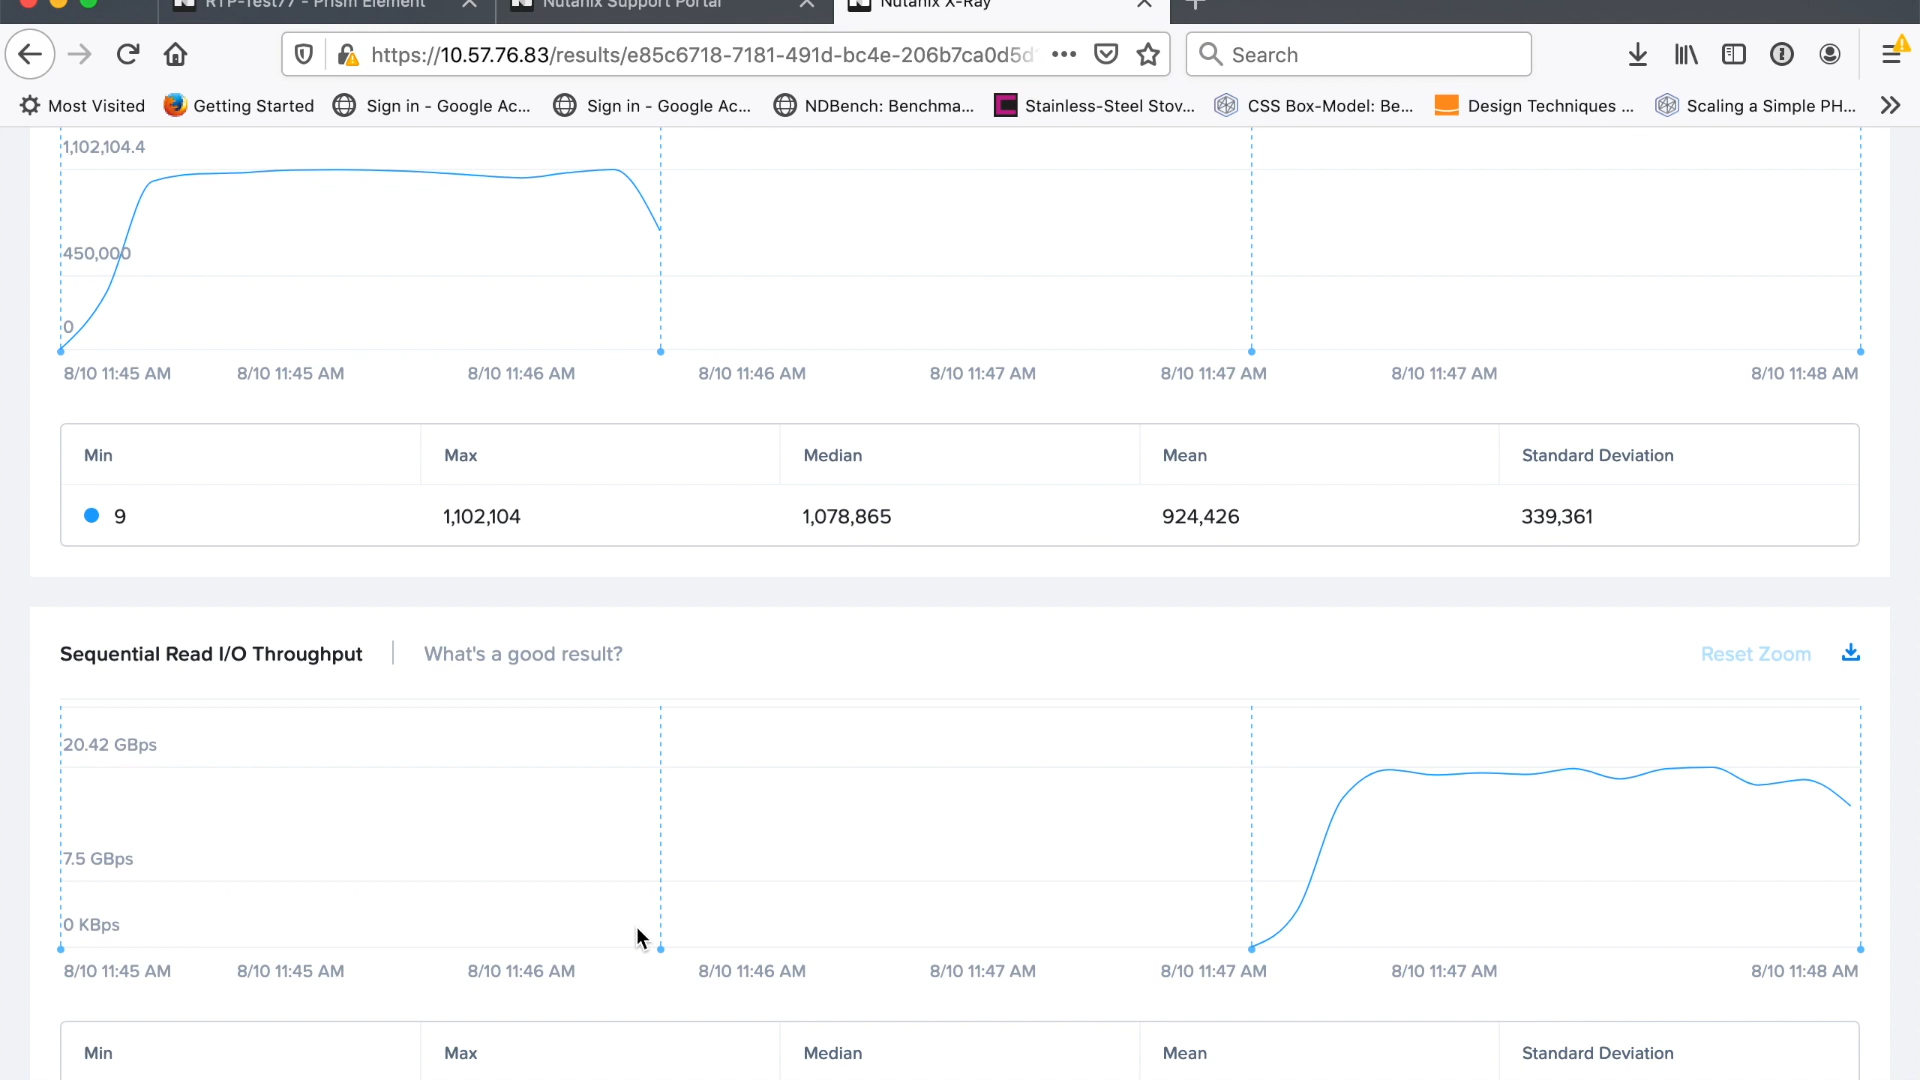 RTP-Test77 - Prism Element
Nutanix Support Portal
Nutanix X-Ray
https://10.57.76.83/results/e85c6718-7181-491d-bc4e-206b7ca0d5d
Search
Most Visited
Getting Started
Sign in - Google Ac...
Sign in - Google Ac...
NDBench: Benchma...
Stainless-Steel Stov...
CSS Box-Model: Be...
Design Techniques ...
Scaling a Simple PH...
1,102,104.4
450,000
0
8/10 11:45 AM 8/10 11:45 AM 8/10 11:46 AM 8/10 11:46 AM 8/10 11:47 AM 8/10 11:47 AM 8/10 11:47 AM 8/10 11:48 AM
Min Max Median Mean Standard Deviation
9 1,102,104 1,078,865 924,426 339,361
Sequential Read I/O Throughput | What's a good result? Reset Zoom
20.42 GBps
7.5 GBps
0 KBps
8/10 11:45 AM 8/10 11:45 AM 8/10 11:46 AM 8/10 11:46 AM 8/10 11:47 AM 8/10 11:47 AM 8/10 11:47 AM 8/10 11:48 AM
Min Max Median Mean Standard Deviation